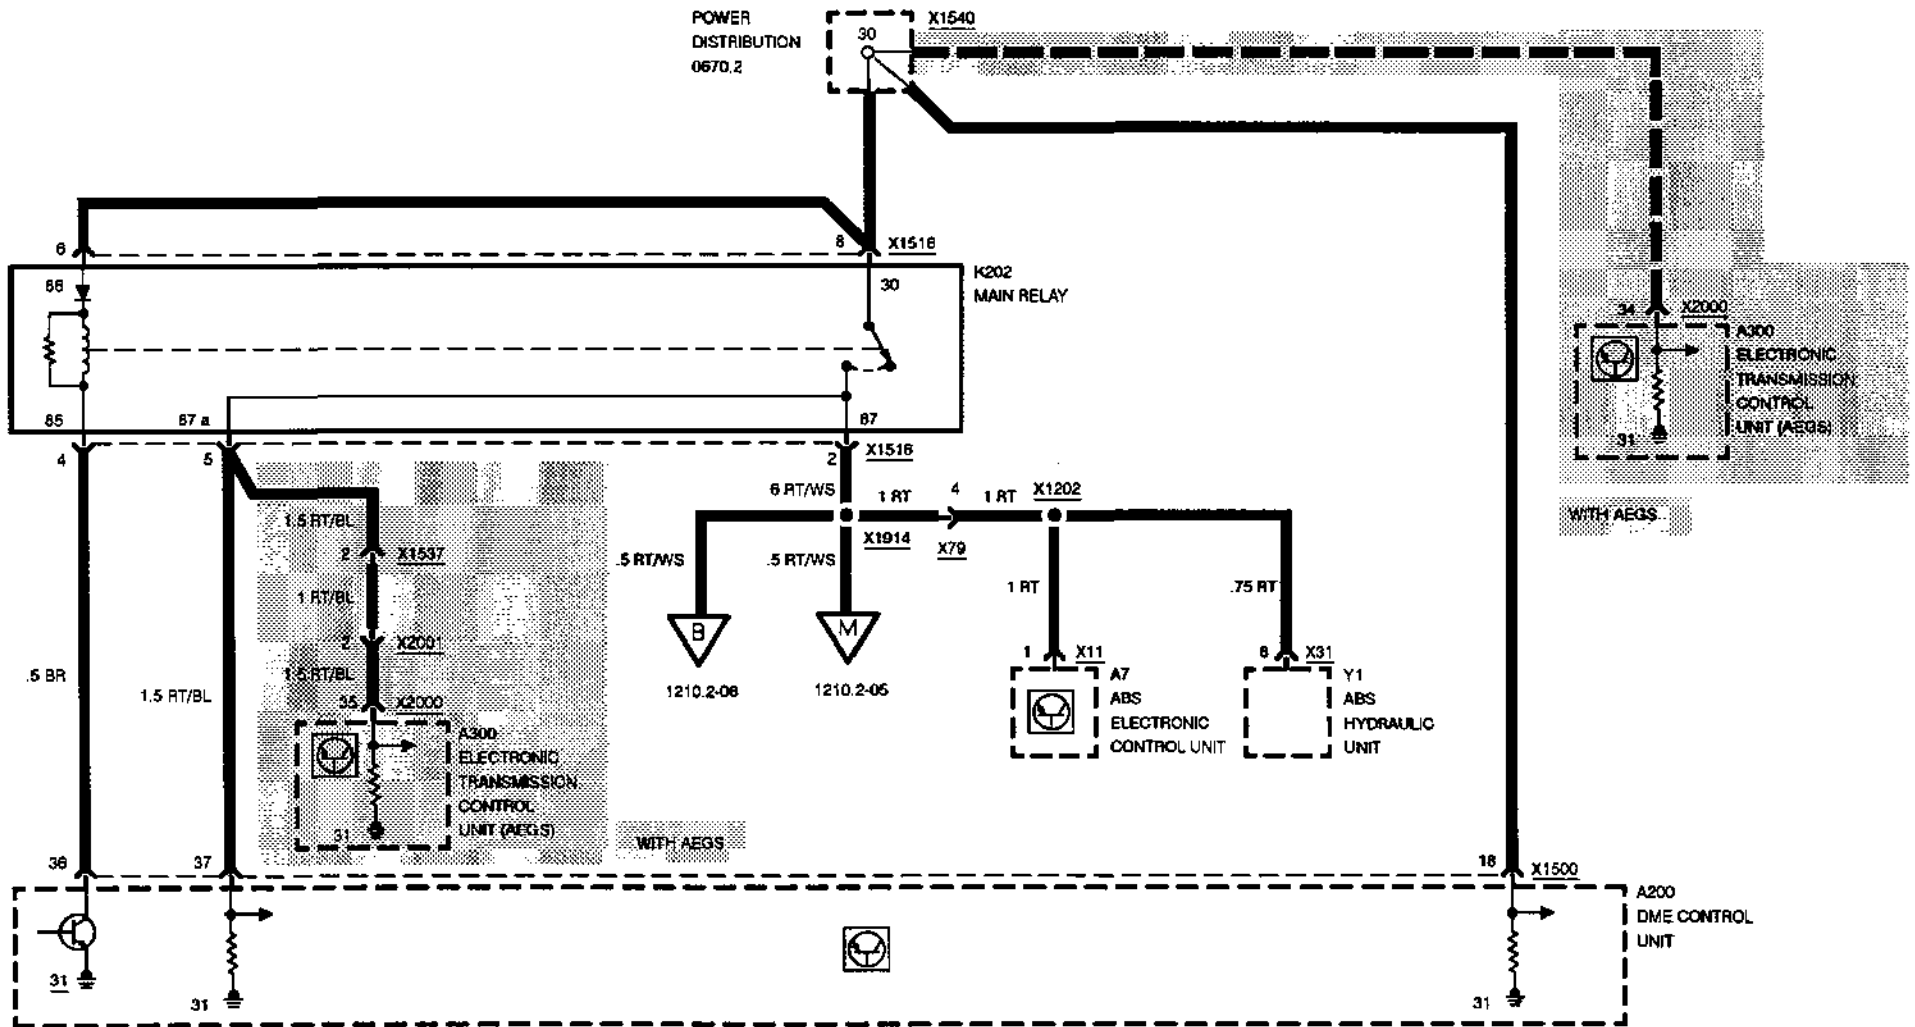 POWER
DISTRIBUTION
0670.2
X1540
30
6
8
X1516
K202
MAIN RELAY
86
30
85
87 a
87
4
5
2
X1516
34
X2000
A300
ELECTRONIC
TRANSMISSION
CONTROL
UNIT (AEGS)
31
WITH AEGS
6 RT/WS
1 RT
4
1 RT
X1202
X1914
X79
1.5 RT/BL
2
X1537
1 RT/BL
2
X2001
1.5 RT/BL
35
X2000
A300
ELECTRONIC
TRANSMISSION
CONTROL
UNIT (AEGS)
31
WITH AEGS
.5 RT/WS
.5 RT/WS
1 RT
.75 RT
B
M
1210.2-06
1210.2-05
1
X11
A7
ABS
ELECTRONIC
CONTROL UNIT
6
X31
Y1
ABS
HYDRAULIC
UNIT
.5 BR
1.5 RT/BL
36
37
18
X1500
A200
DME CONTROL
UNIT
31
31
31